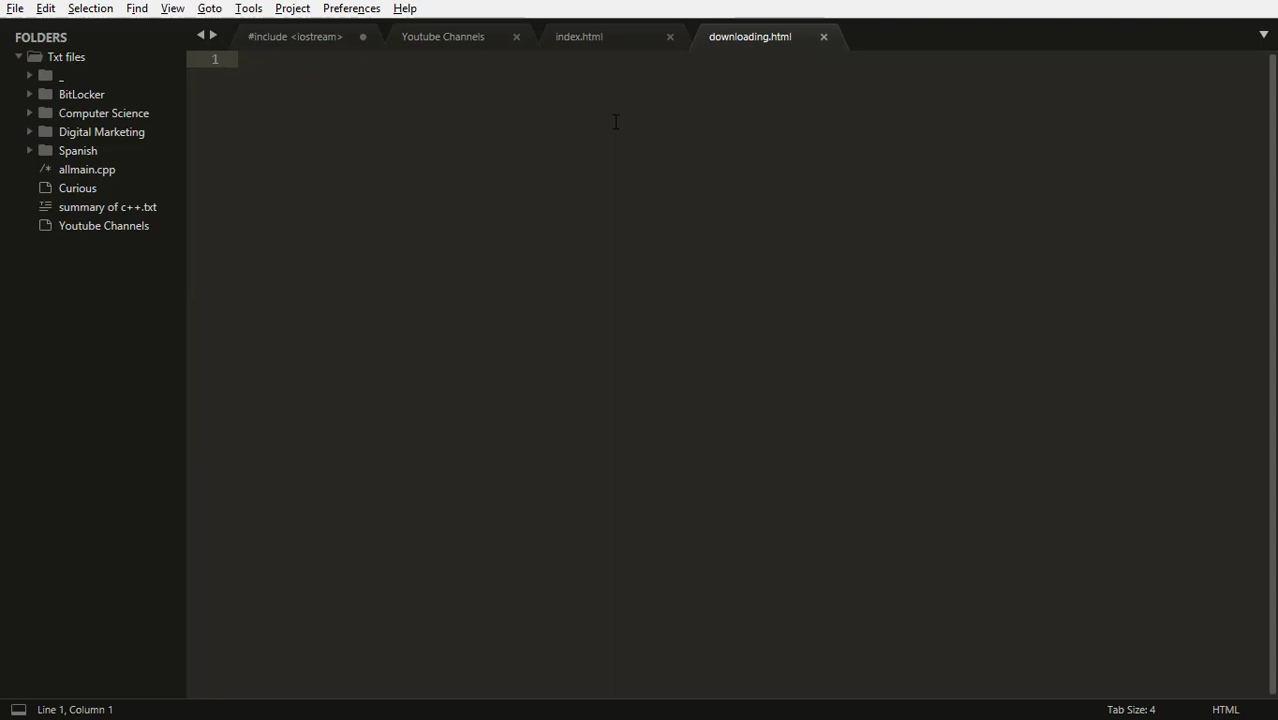 File Edit Selection Find View Goto Tools Project Preferences Help
FOLDERS
Txt files
_
BitLocker
Computer Science
Digital Marketing
Spanish
/* allmain.cpp
Curious
summary of c++.txt
Youtube Channels
#include <iostream> Youtube Channels index.html downloading.html
1
Line 1, Column 1 Tab Size: 4 HTML